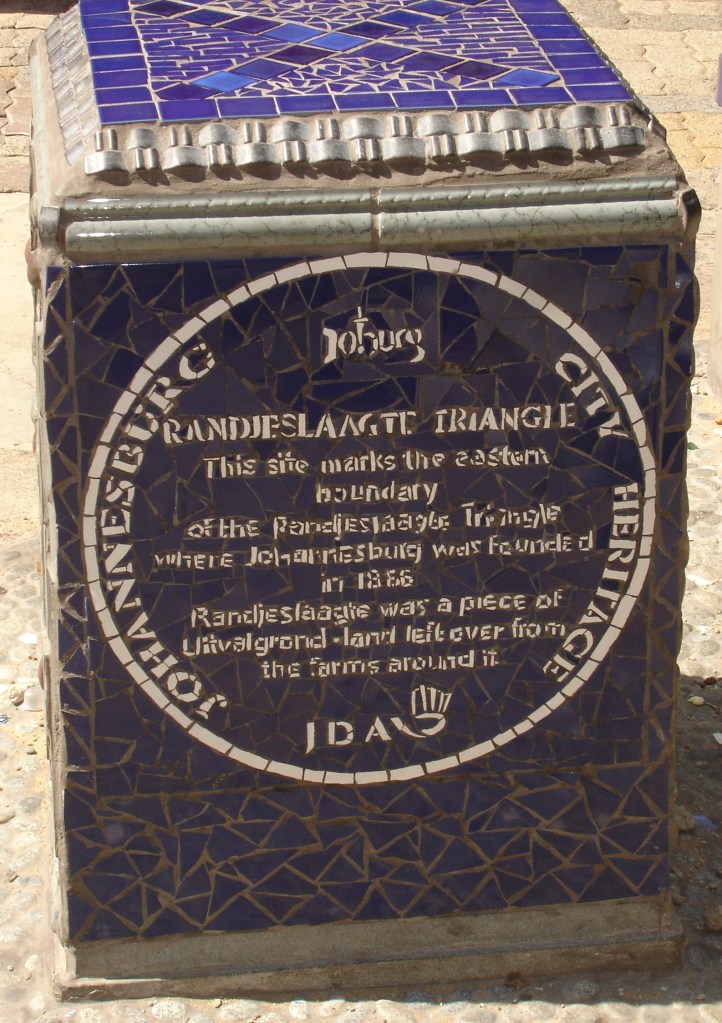 Joburg
JOHANNESBURG CITY HERITAGE
RANDJESLAAGTE TRIANGLE
This site marks the eastern
boundary
of the Randjeslaagte Triangle
where Johannesburg was founded
in 1886
Randjeslaagte was a piece of
Uitvalgrond -land left over from
the farms around it
JDA